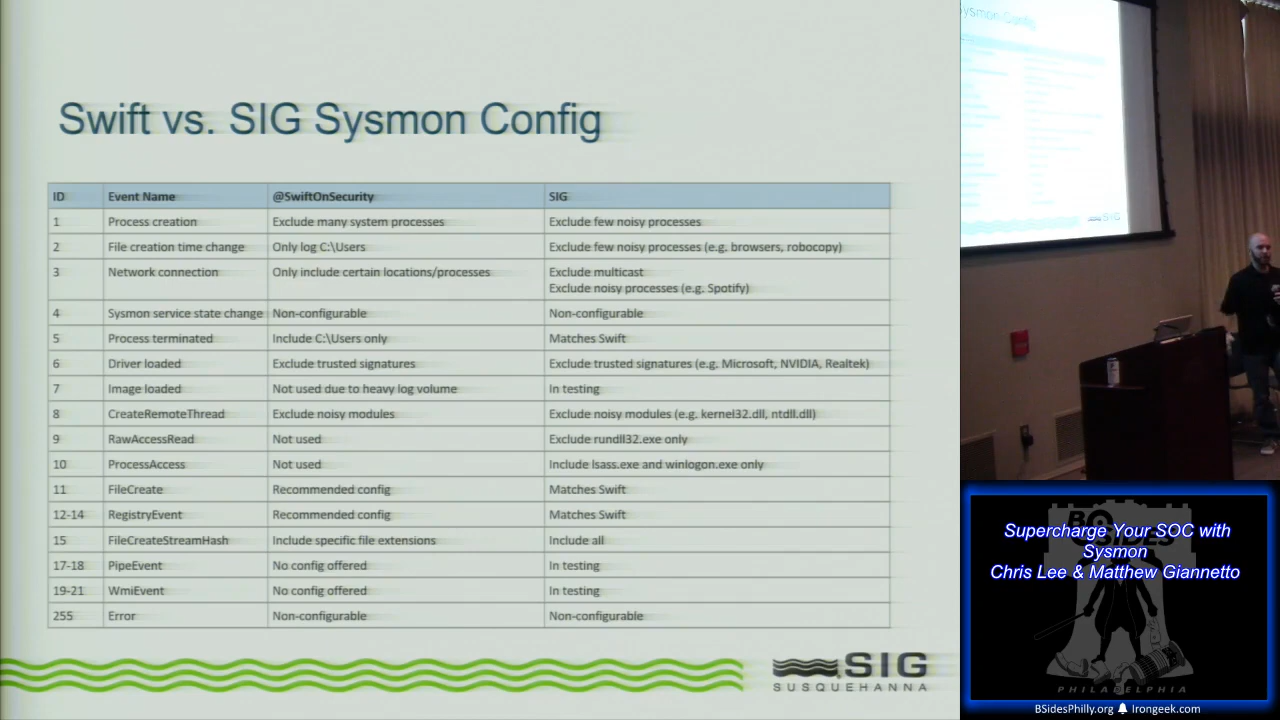 Swift vs. SIG Sysmon Config
ID Event Name @SwiftOnSecurity SIG
1 Process creation Exclude many system processes Exclude few noisy processes
2 File creation time change Only log C:\Users Exclude few noisy processes (e.g. browsers, robocopy)
3 Network connection Only include certain locations/processes Exclude multicast
Exclude noisy processes (e.g. Spotify)
4 Sysmon service state change Non-configurable Non-configurable
5 Process terminated Include C:\Users only Matches Swift
6 Driver loaded Exclude trusted signatures Exclude trusted signatures (e.g. Microsoft, NVIDIA, Realtek)
7 Image loaded Not used due to heavy log volume In testing
8 CreateRemoteThread Exclude noisy modules Exclude noisy modules (e.g. kernel32.dll, ntdll.dll)
9 RawAccessRead Not used Exclude rundll32.exe only
10 ProcessAccess Not used Include lsass.exe and winlogon.exe only
11 FileCreate Recommended config Matches Swift
12-14 RegistryEvent Recommended config Matches Swift
15 FileCreateStreamHash Include specific file extensions Include all
17-18 PipeEvent No config offered In testing
19-21 WmiEvent No config offered In testing
255 Error Non-configurable Non-configurable
SIG
SUSQUEHANNA
Sysmon Config
SIG
BSIDES
Supercharge Your SOC with
Sysmon
Chris Lee & Matthew Giannetto
PHILADELPHIA
BSidesPhilly.org Irongeek.com